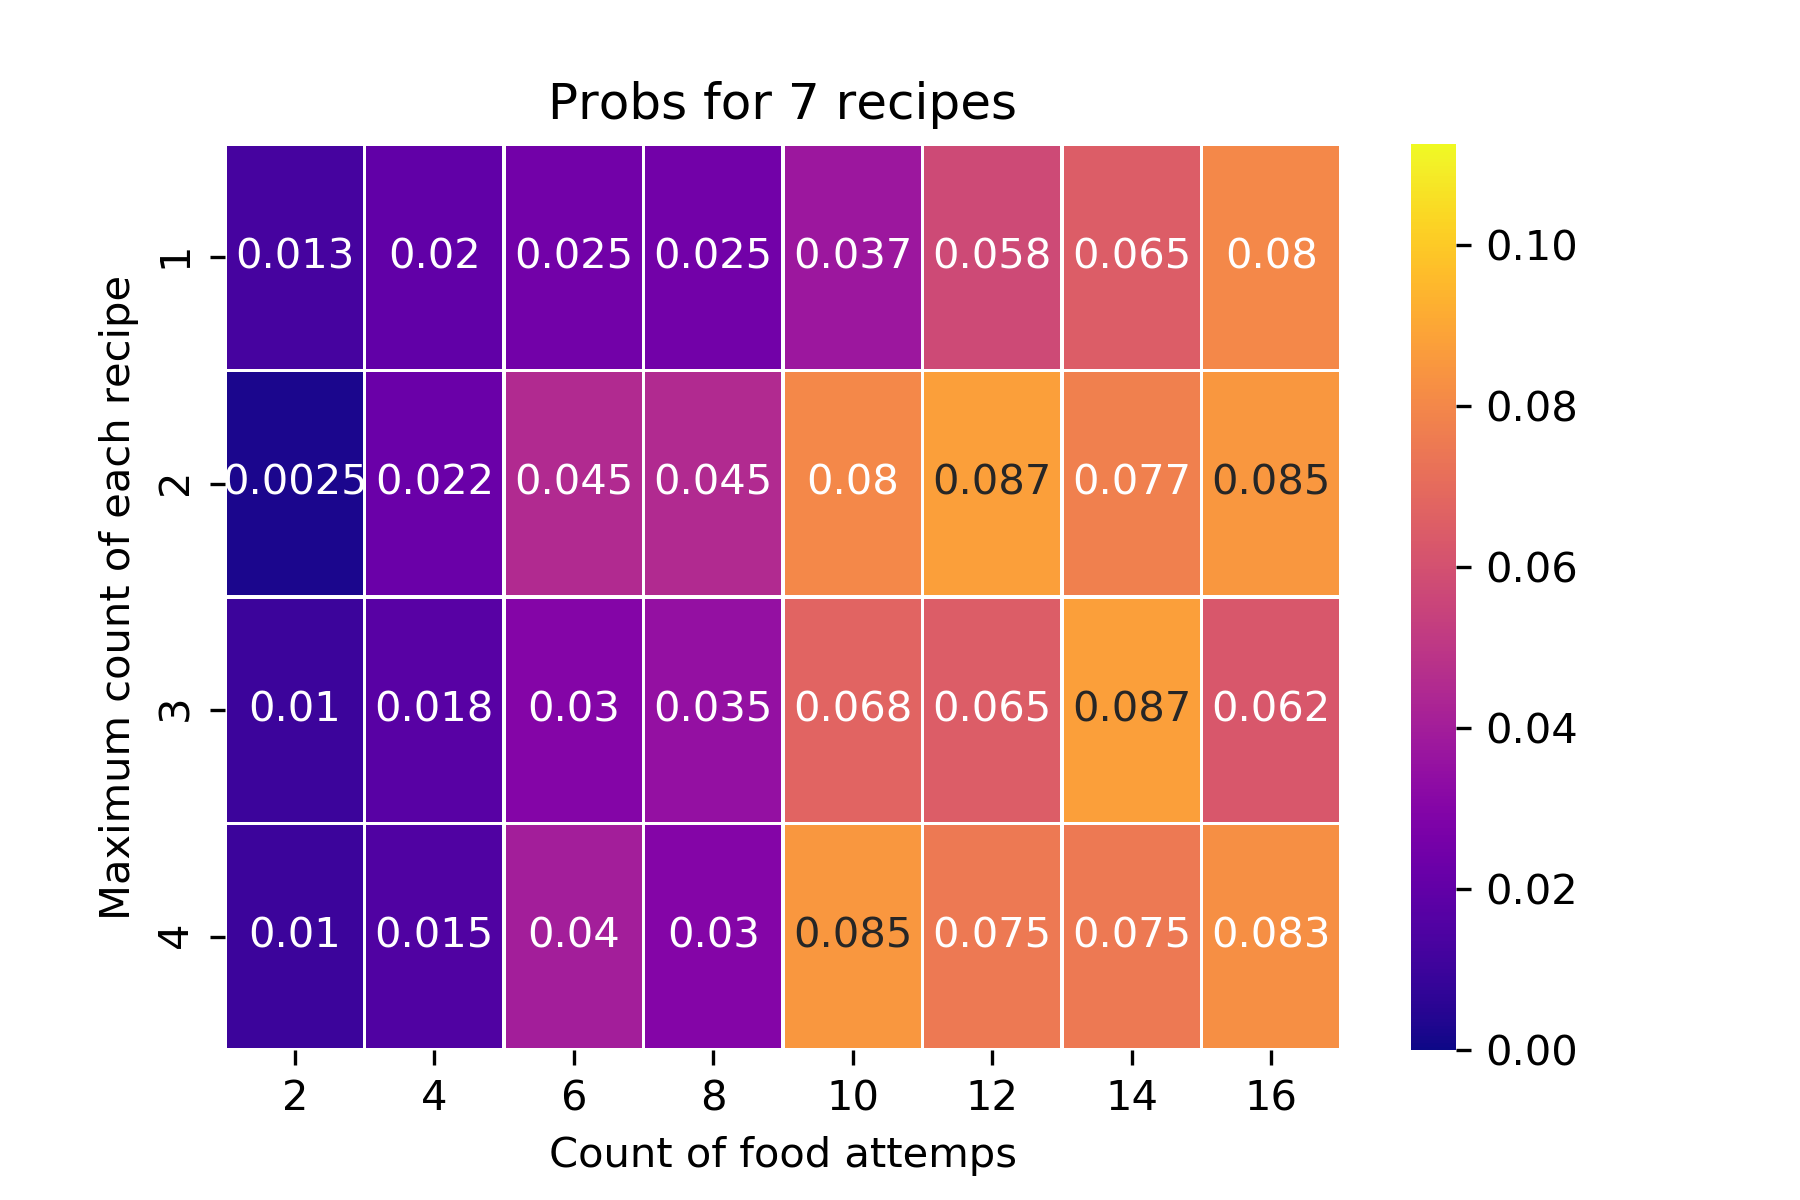 Probs for 7 recipes
Maximum count of each recipe
1 0.013 0.02 0.025 0.025 0.037 0.058 0.065 0.08
2 0.0025 0.022 0.045 0.045 0.08 0.087 0.077 0.085
3 0.01 0.018 0.03 0.035 0.068 0.065 0.087 0.062
4 0.01 0.015 0.04 0.03 0.085 0.075 0.075 0.083
2 4 6 8 10 12 14 16
Count of food attemps
0.10
0.08
0.06
0.04
0.02
0.00